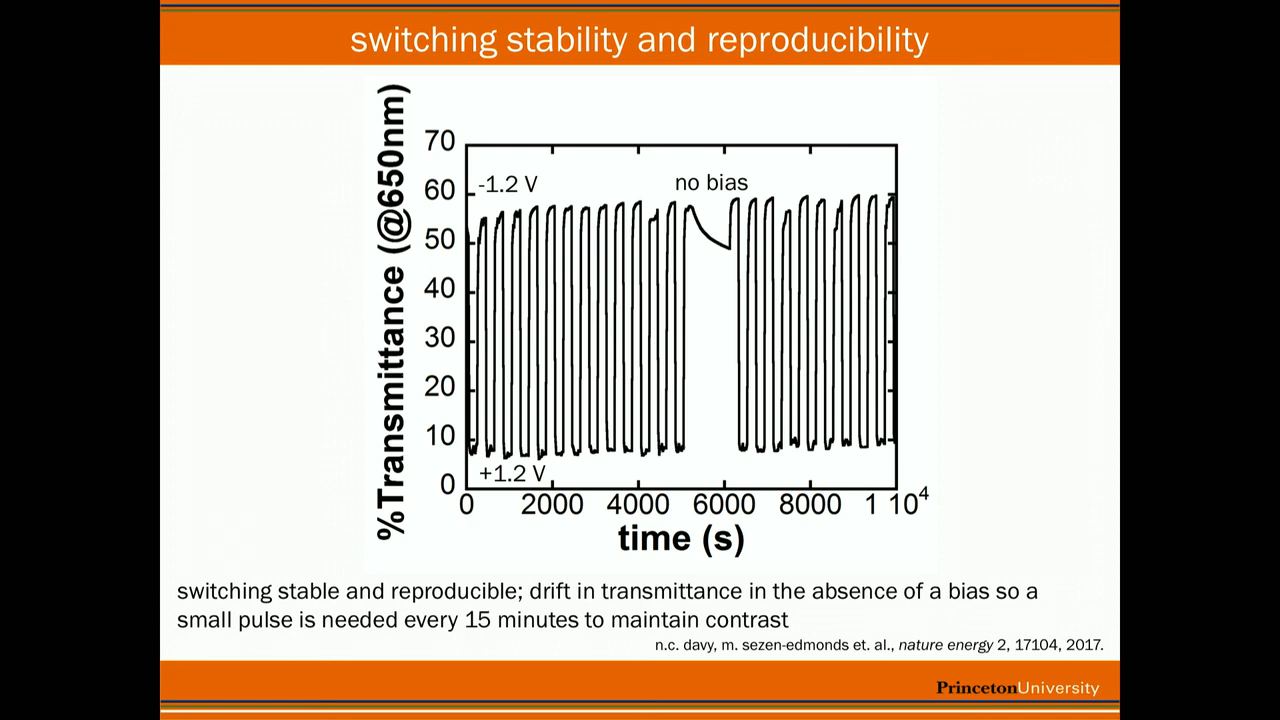 switching stability and reproducibility
%Transmittance (@650nm)
70
60
50
40
30
20
10
0
-1.2 V
no bias
+1.2 V
0 2000 4000 6000 8000 1 10⁴
time (s)
switching stable and reproducible; drift in transmittance in the absence of a bias so a
small pulse is needed every 15 minutes to maintain contrast
n.c. davy, m. sezen-edmonds et. al., nature energy 2, 17104, 2017.
PrincetonUniversity